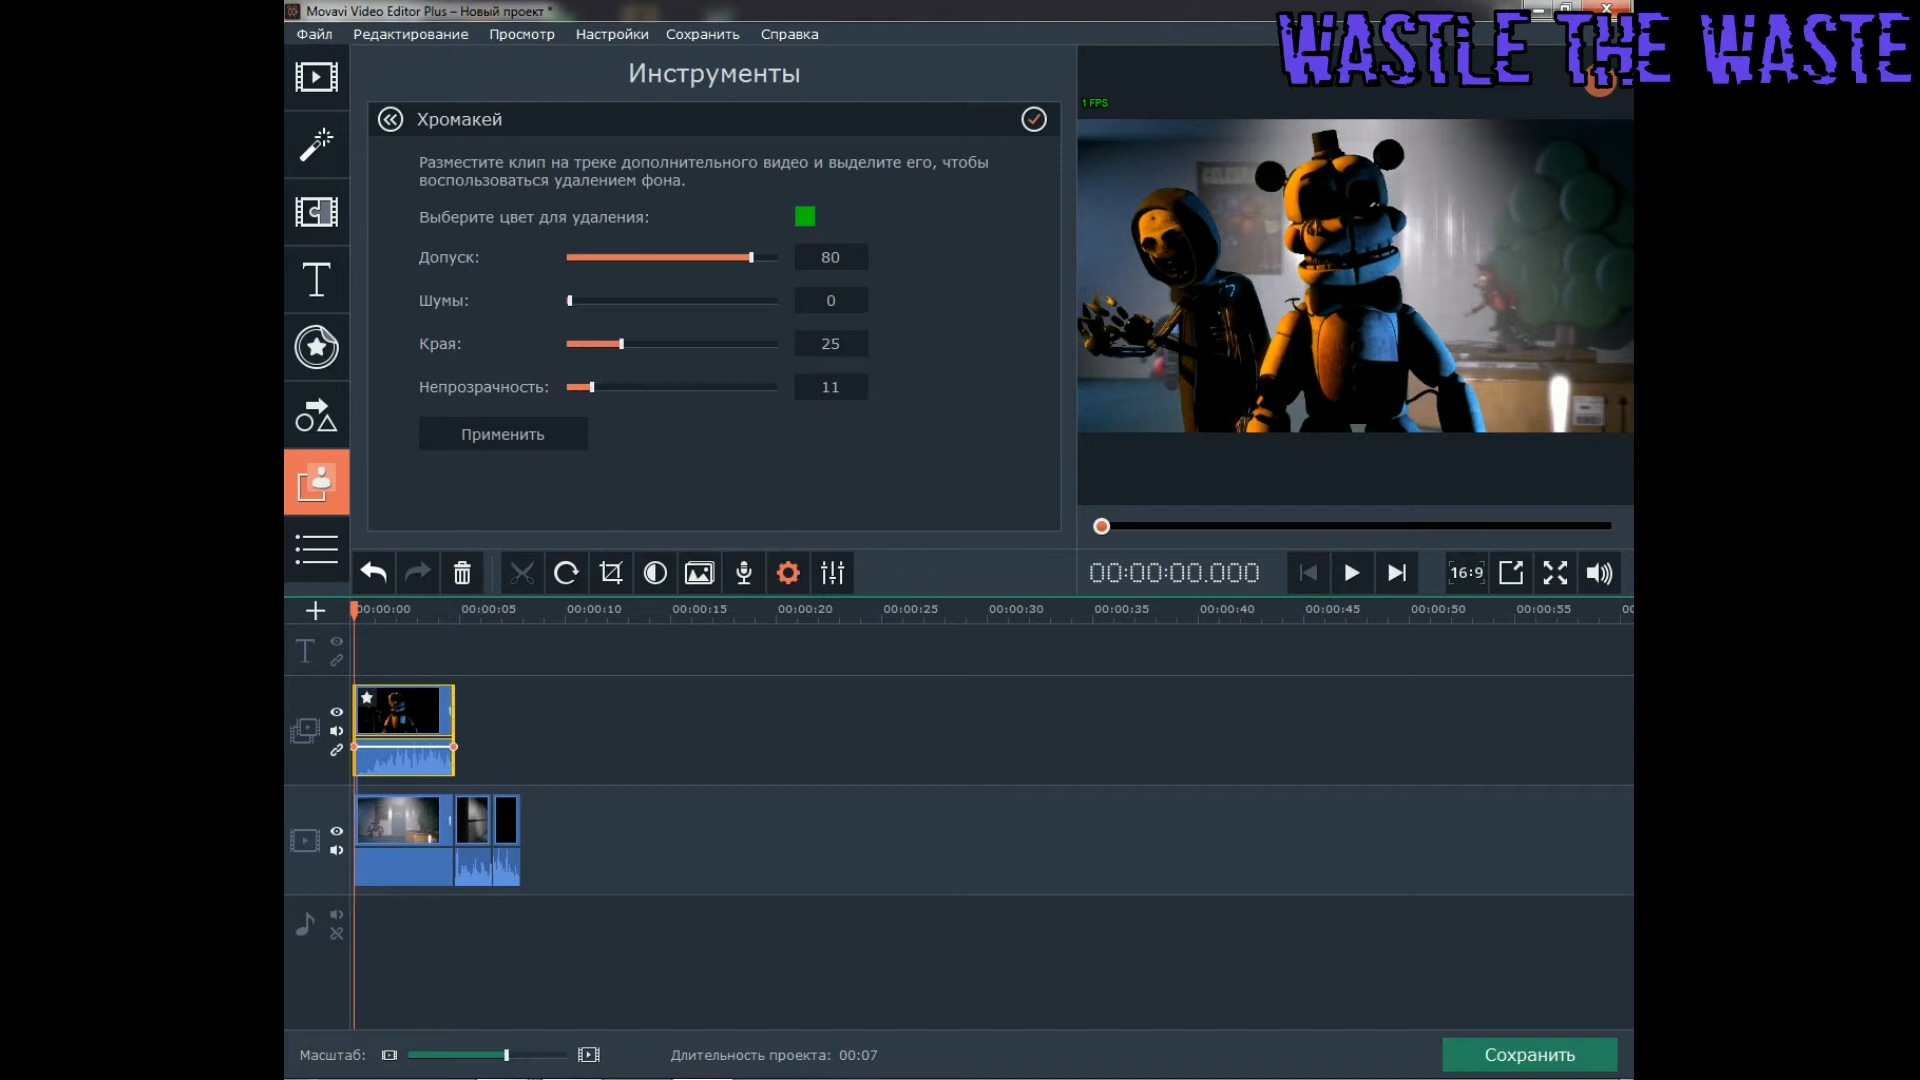 Movavi Video Editor Plus – Новый проект *
WASTLE THE WASTE
Файл Редактирование Просмотр Настройки Сохранить Справка
Инструменты
1 FPS
Хромакей
Разместите клип на треке дополнительного видео и выделите его, чтобы
воспользоваться удалением фона.
Выберите цвет для удаления:
Допуск: 80
Шумы: 0
Края: 25
Непрозрачность: 11
Применить
00:00:00.000
16:9
00:00:00 00:00:05 00:00:10 00:00:15 00:00:20 00:00:25 00:00:30 00:00:35 00:00:40 00:00:45 00:00:50 00:00:55
Масштаб: Длительность проекта: 00:07
Сохранить